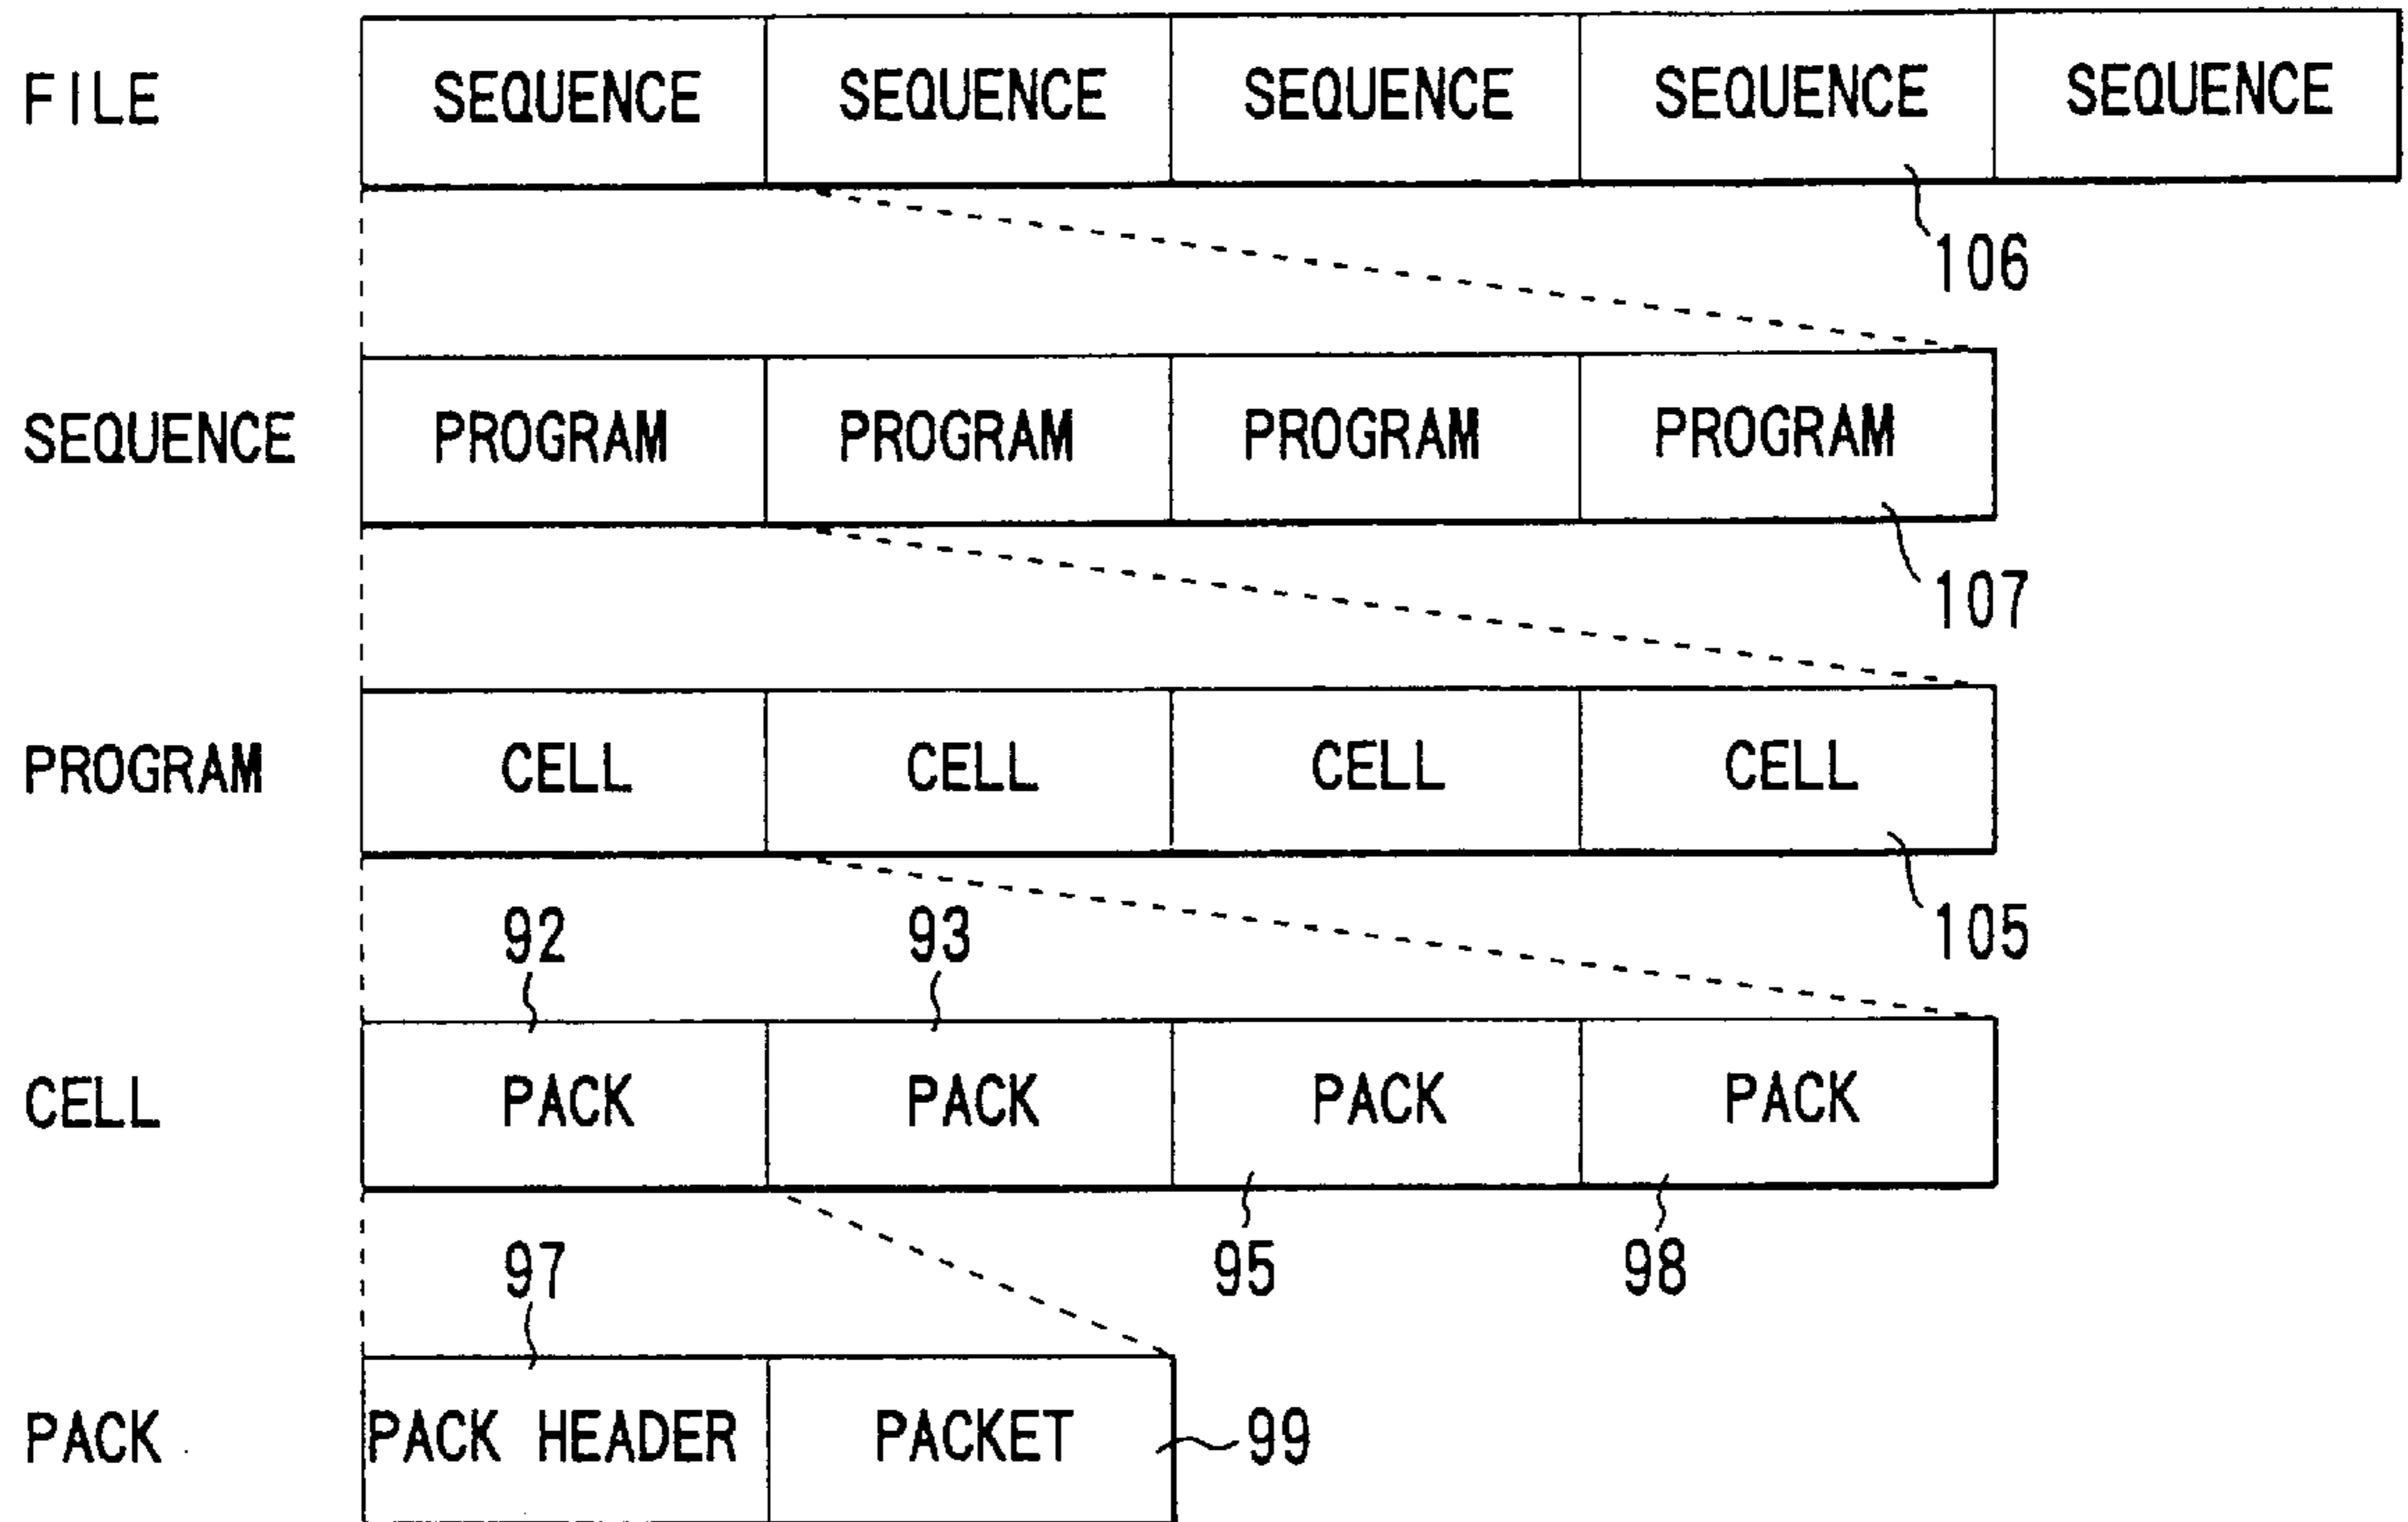 FILE SEQUENCE SEQUENCE SEQUENCE SEQUENCE SEQUENCE
106
SEQUENCE PROGRAM PROGRAM PROGRAM PROGRAM
107
PROGRAM CELL CELL CELL CELL
92 93 105
CELL PACK PACK PACK PACK
97 95 98
PACK PACK HEADER PACKET 99